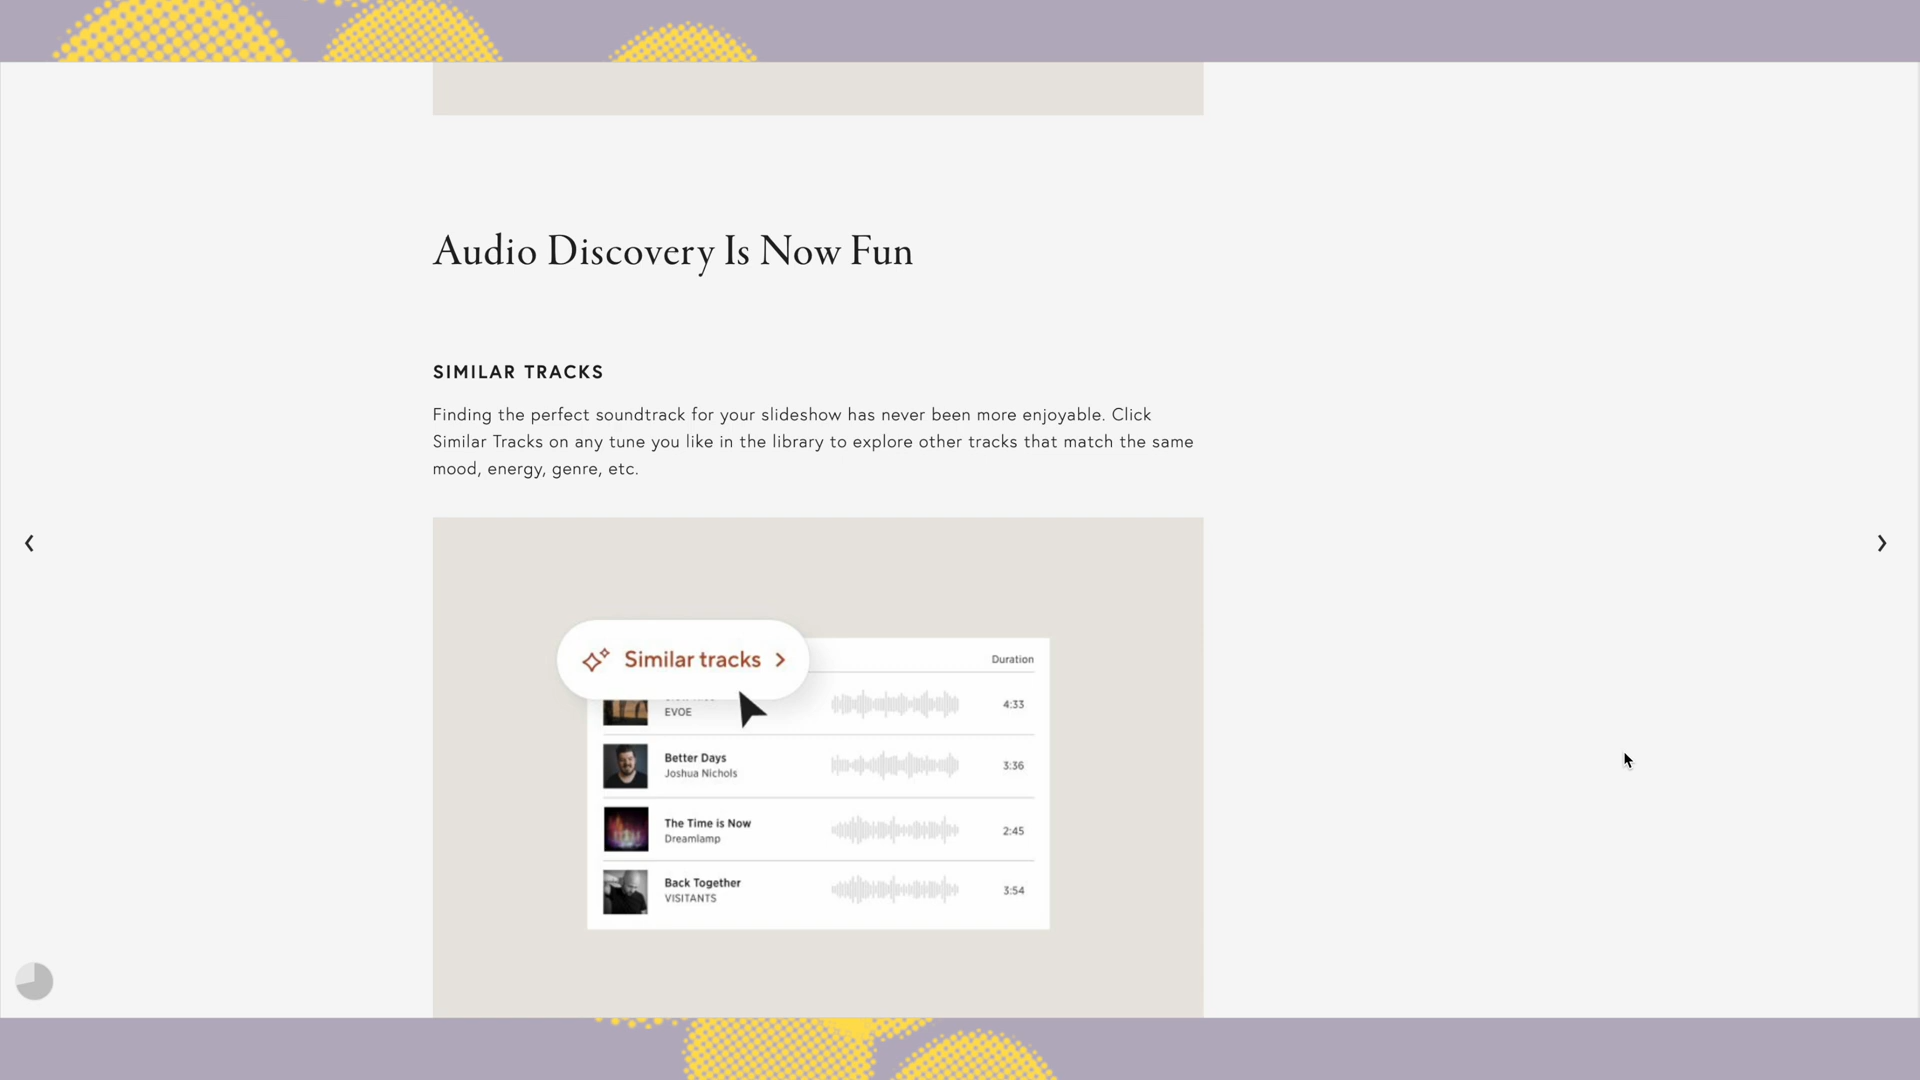 Audio Discovery Is Now Fun
SIMILAR TRACKS
Finding the perfect soundtrack for your slideshow has never been more enjoyable. Click
Similar Tracks on any tune you like in the library to explore other tracks that match the same
mood, energy, genre, etc.
Similar tracks
Duration
EVOE
4:33
Better Days
Joshua Nichols
3:36
The Time is Now
Dreamlamp
2:45
Back Together
VISITANTS
3:54